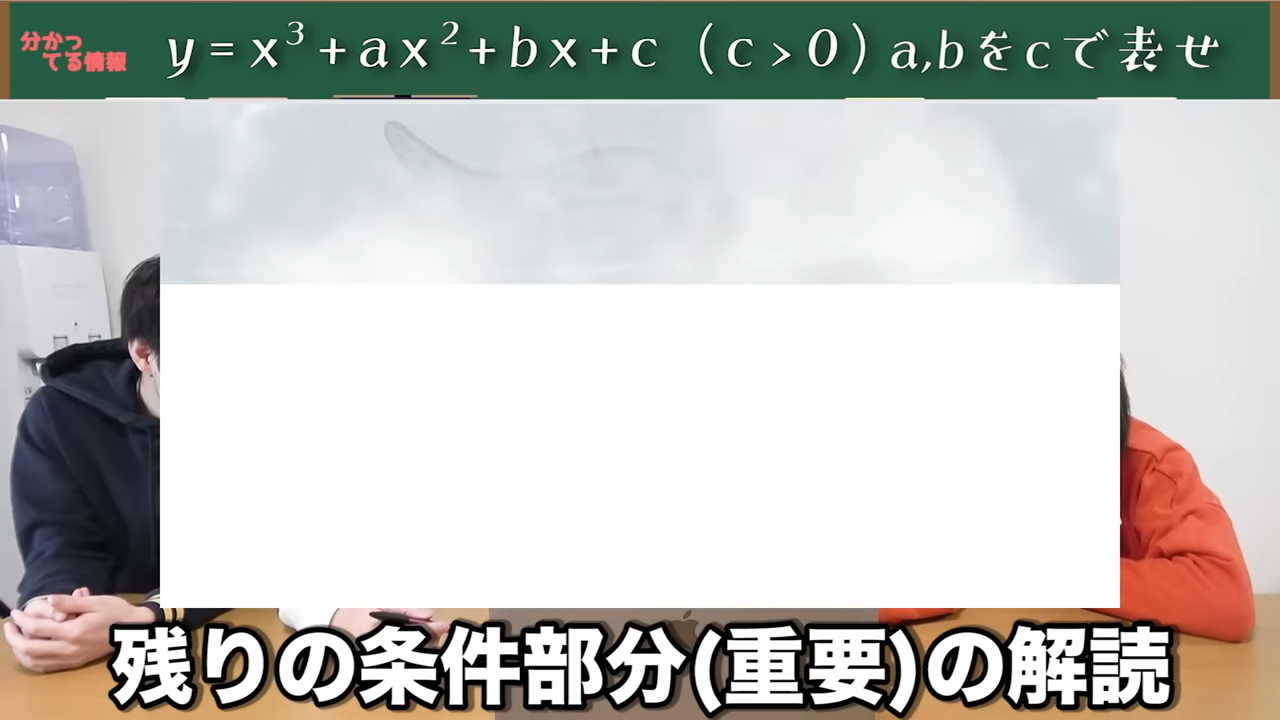 分かっ
てる情報
y=x³+ax²+bx+c (c>0) a,bをcで表せ
残りの条件部分(重要)の解読